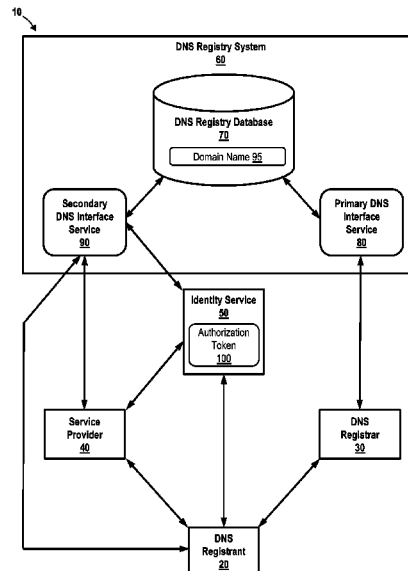 10
DNS Registry System
60
DNS Registry Database
70
Domain Name 95
Secondary
DNS Interface
Service
90
Primary DNS
Interface
Service
80
Identity Service
50
Authorization
Token
100
Service
Provider
40
DNS
Registrar
30
DNS
Registrant
20